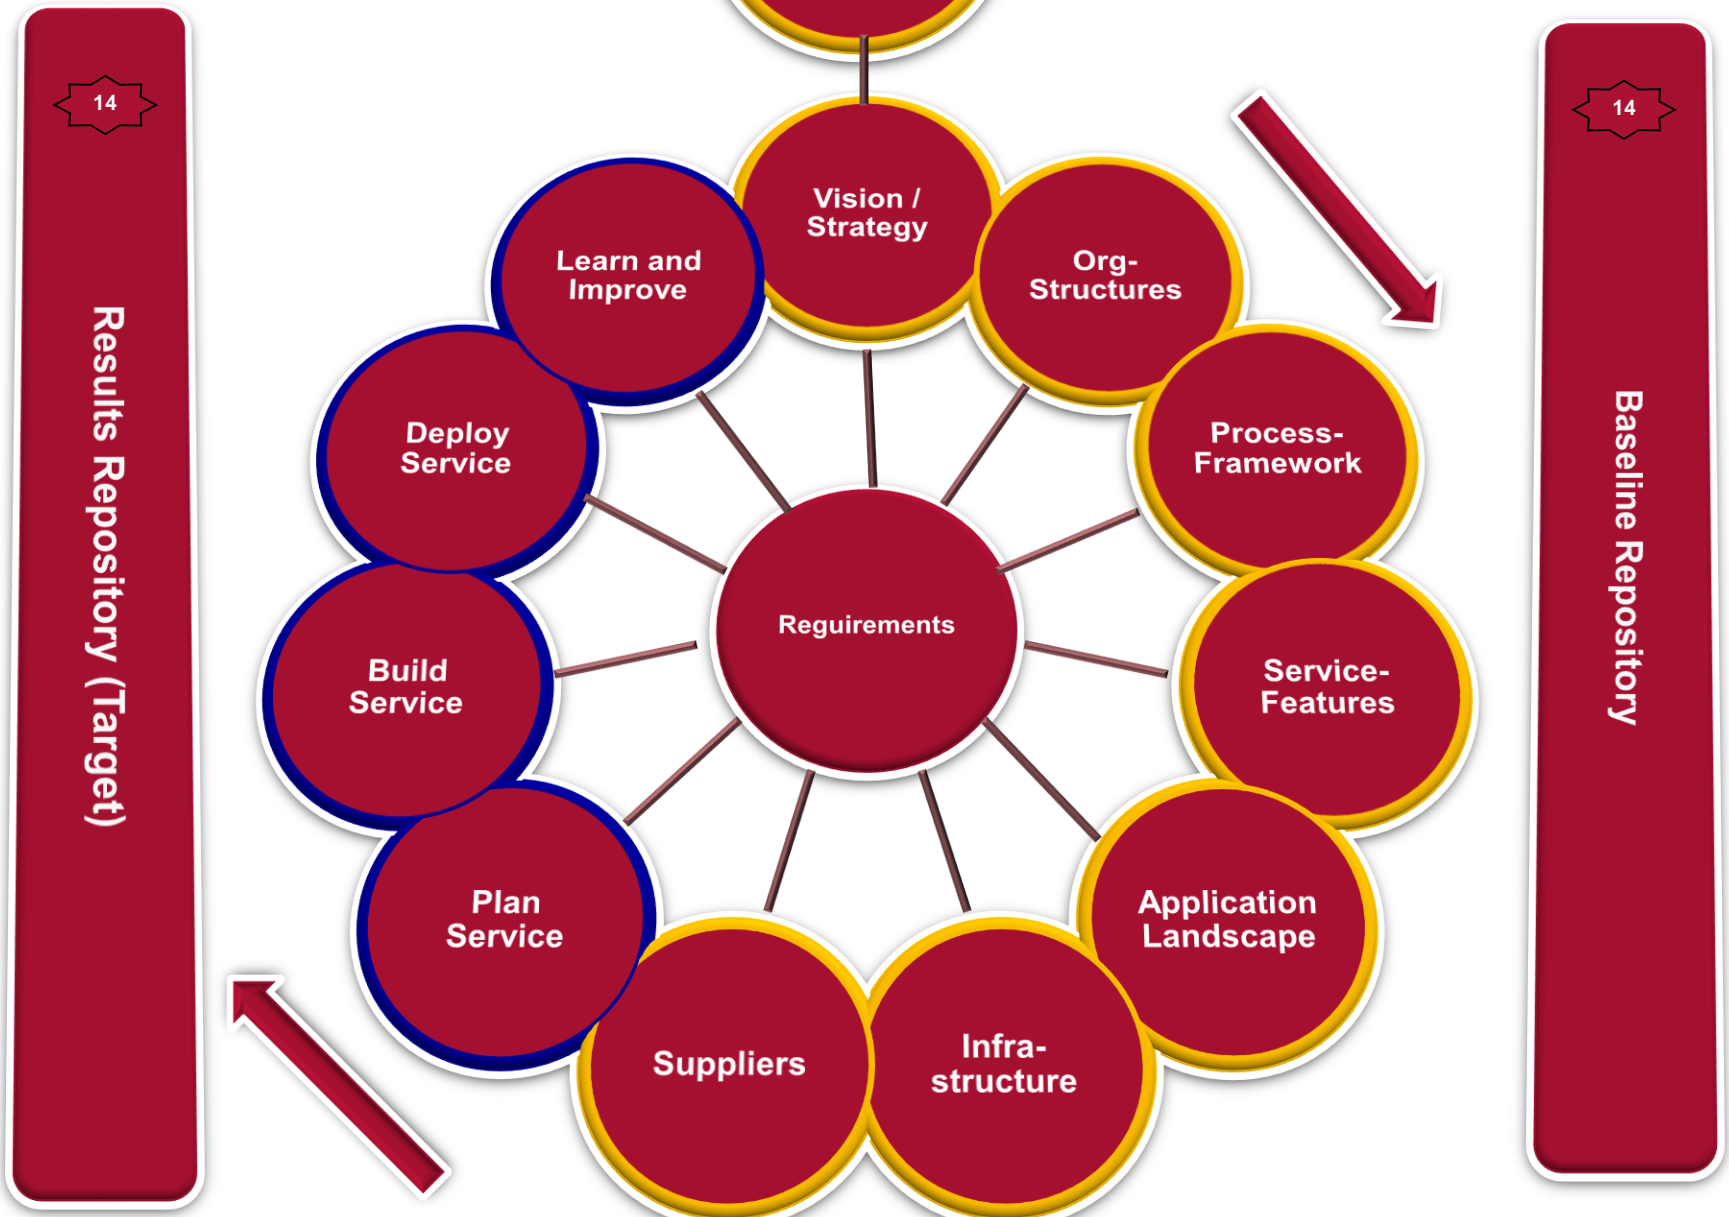 14
Results Repository (Target)
Vision /
Strategy
Org-
Structures
Process-
Framework
Service-
Features
Application
Landscape
Infra-
structure
Suppliers
Plan
Service
Build
Service
Deploy
Service
Learn and
Improve
Reguirements
14
Baseline Repository